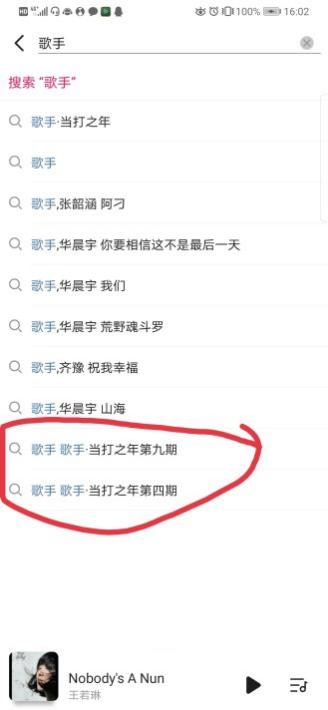 HD 4G 100% 16:02
歌手
搜索 “歌手”
歌手·当打之年
歌手
歌手,张韶涵 阿刁
歌手,华晨宇 你要相信这不是最后一天
歌手,华晨宇 我们
歌手,华晨宇 荒野魂斗罗
歌手,齐豫 祝我幸福
歌手,华晨宇 山海
歌手 歌手·当打之年第九期
歌手 歌手·当打之年第四期
Nobody's A Nun
王若琳